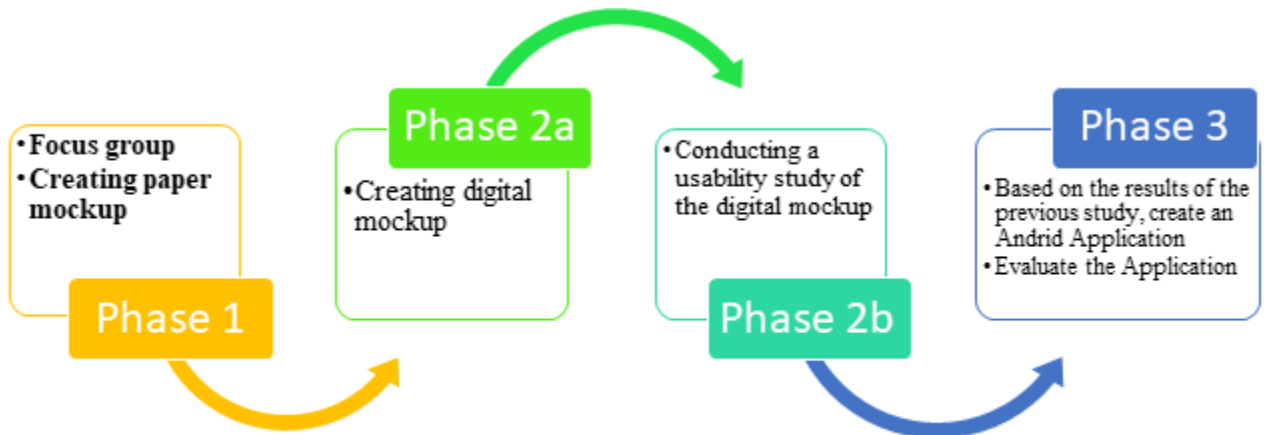 • Focus group
• Creating paper
mockup
Phase 1
Phase 2a
• Creating digital
mockup
• Conducting a
usability study of
the digital mockup
Phase 2b
Phase 3
• Based on the results of the
previous study, create an
Andrid Application
• Evaluate the Application